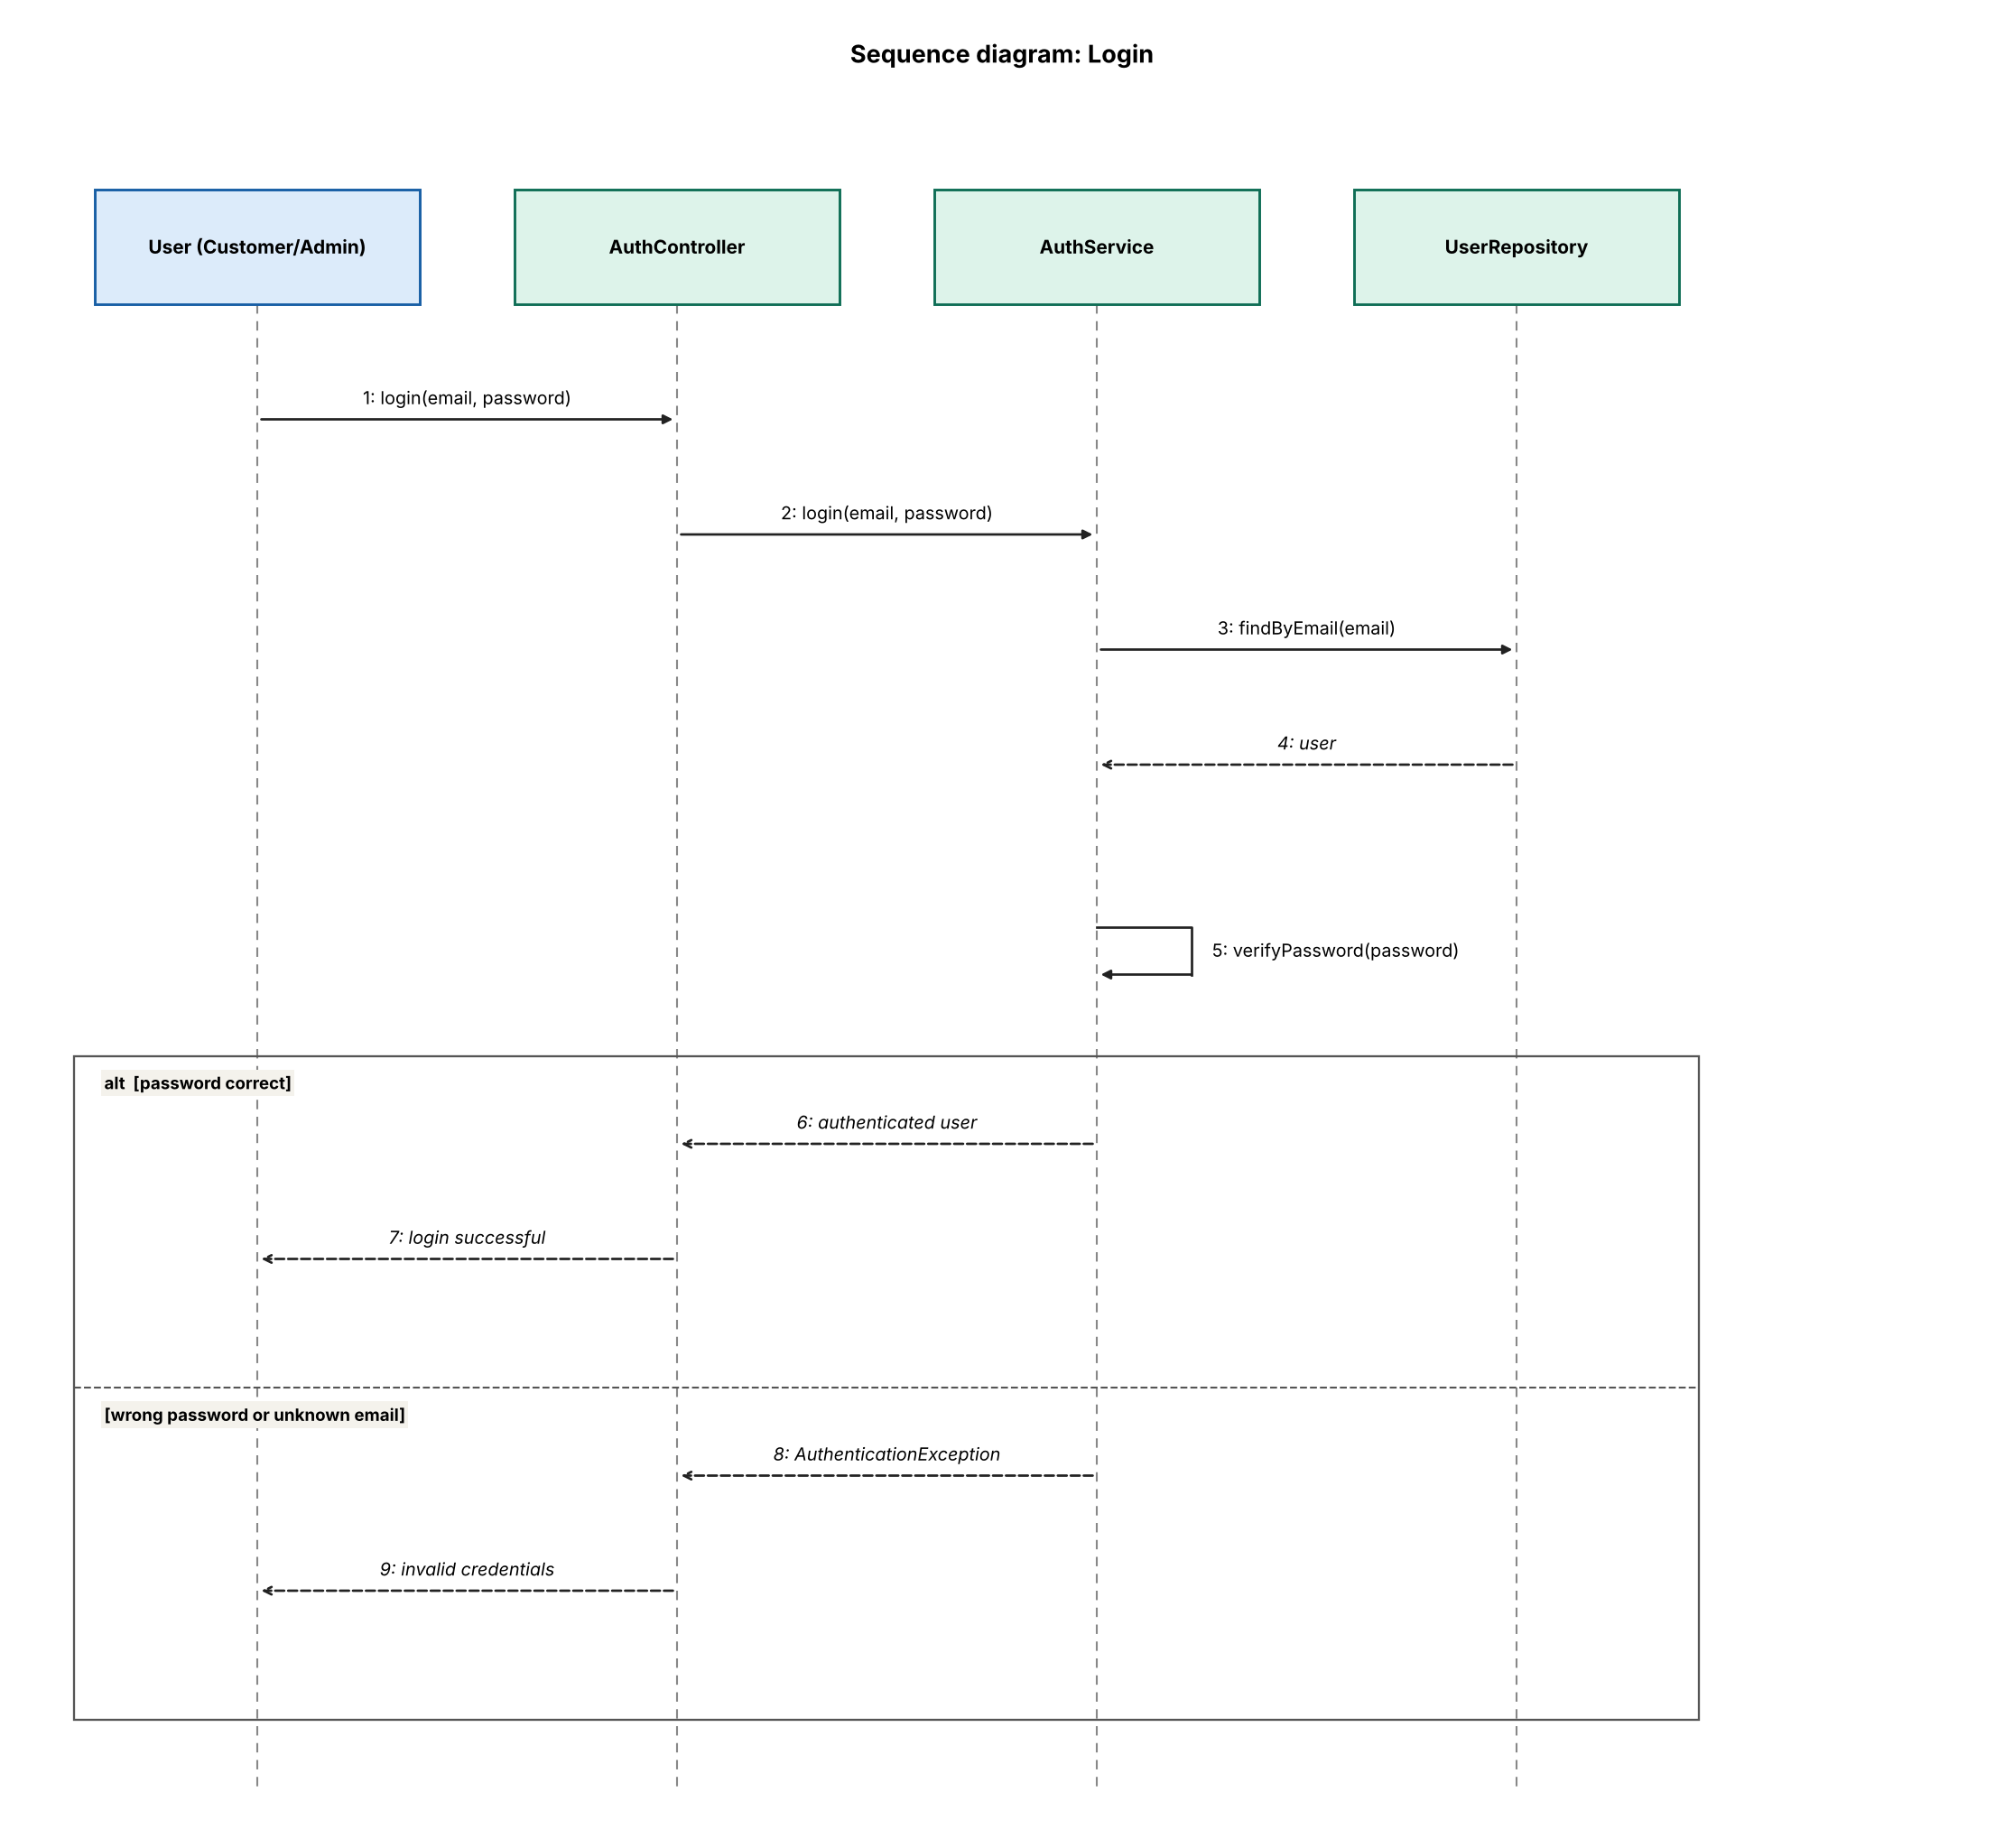 Sequence diagram: Login
User (Customer/Admin)
AuthController
AuthService
UserRepository
1: login(email, password)
2: login(email, password)
3: findByEmail(email)
4: user
5: verifyPassword(password)
alt [password correct]
6: authenticated user
7: login successful
[wrong password or unknown email]
8: AuthenticationException
9: invalid credentials